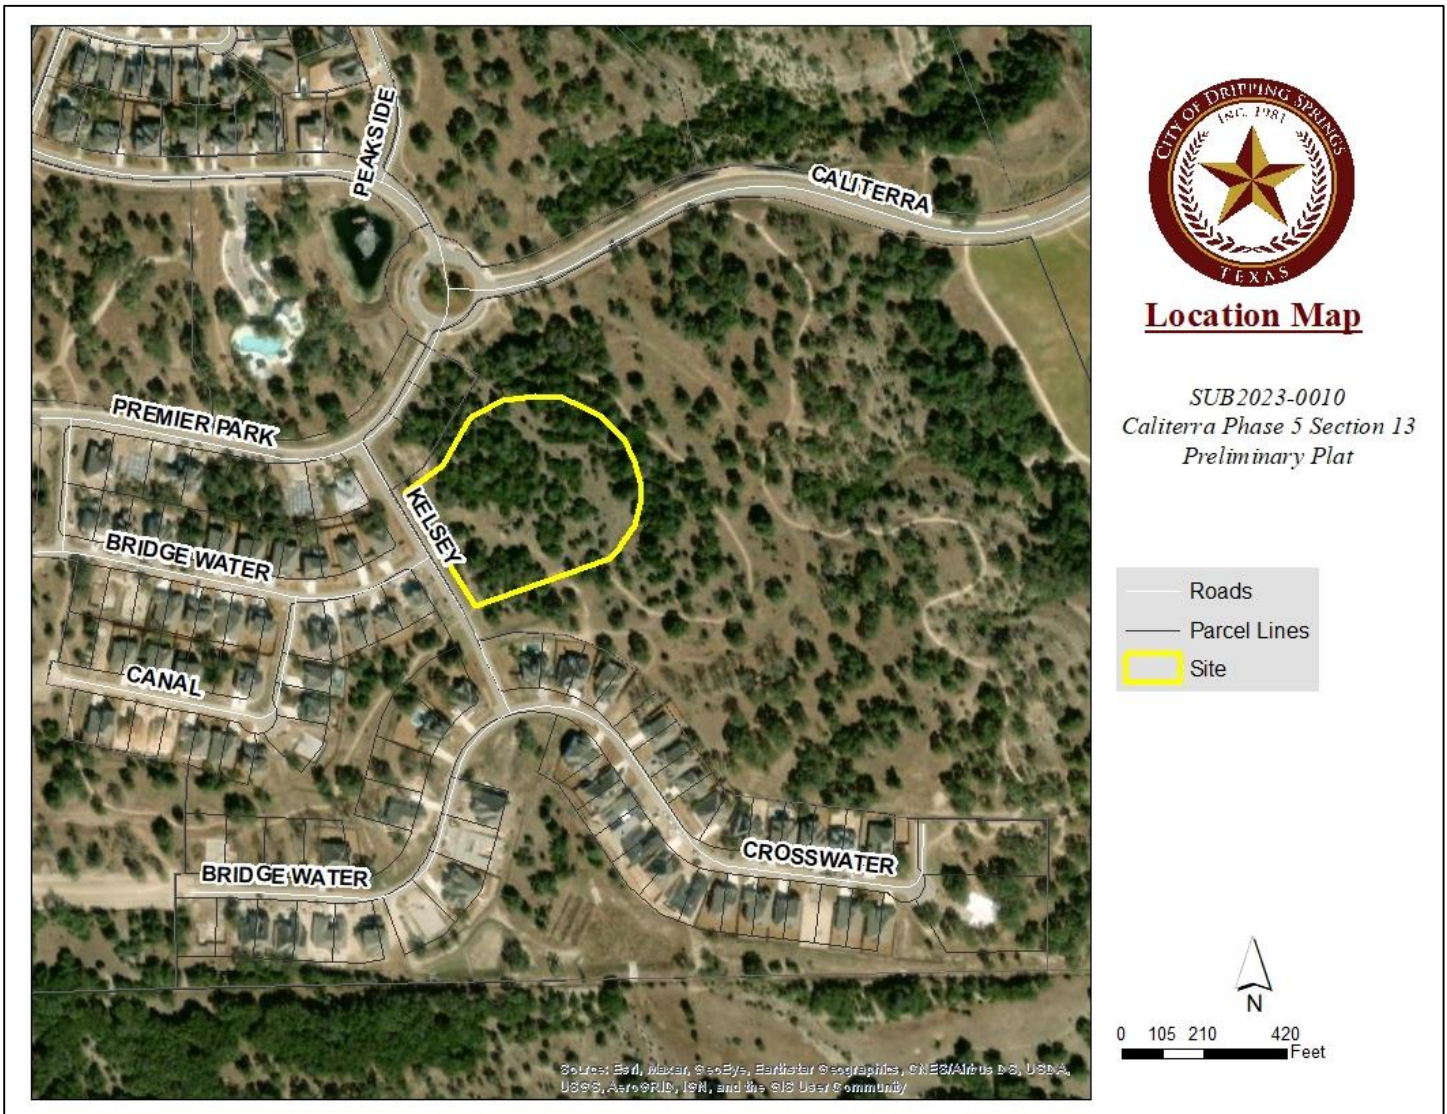 PEAKSIDE
CALITERRA
PREMIER PARK
KELSEY
BRIDGE WATER
CANAL
BRIDGE WATER
CROSSWATER
Source: Esri, Maxar, GeoEye, Earthstar Geographics, CNES/Airbus DS, USDA,
USGS, AeroGRID, IGN, and the GIS User Community
CITY OF DRIPPING SPRINGS
INC. 1981
TEXAS
Location Map
SUB2023-0010
Caliterra Phase 5 Section 13
Preliminary Plat
Roads
Parcel Lines
Site
N
0 105 210 420
Feet